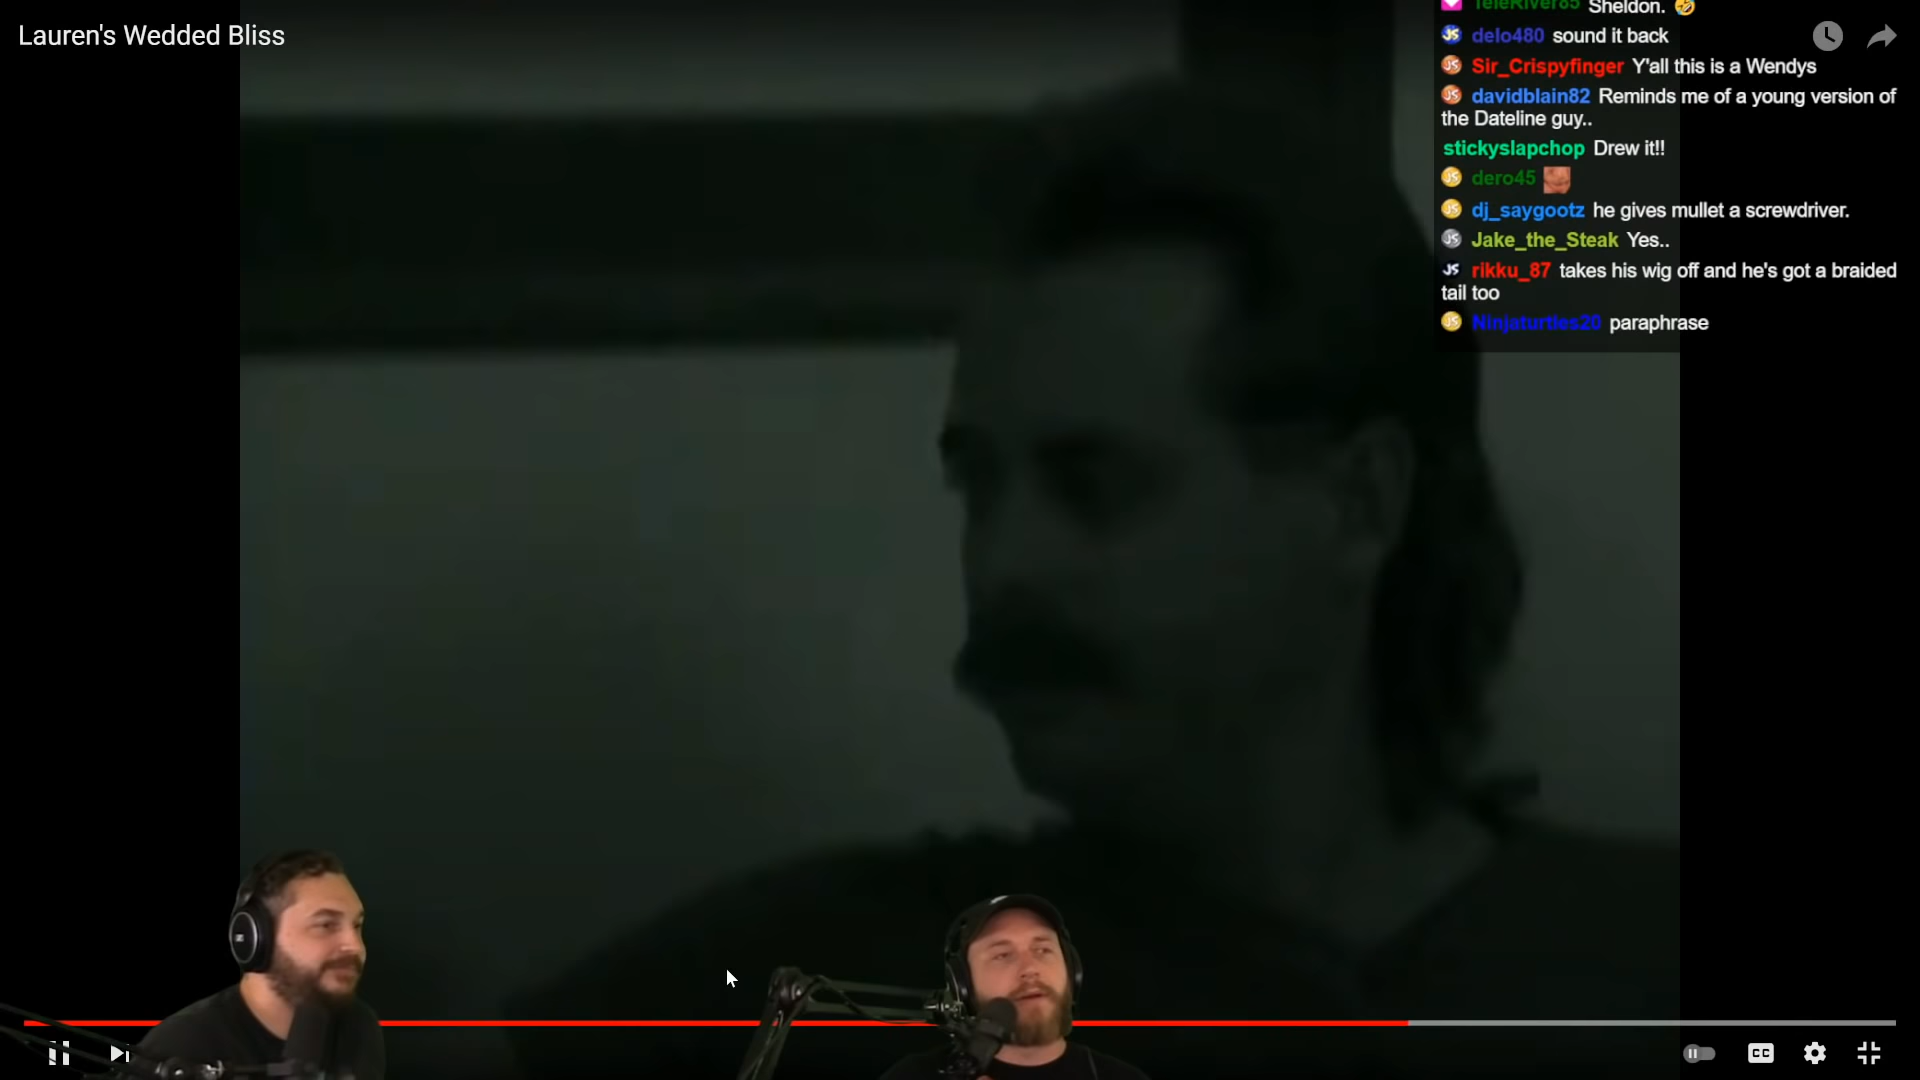 Lauren's Wedded Bliss
TeleRiver85 Sheldon. 🤣
delo480 sound it back
Sir_Crispyfinger Y'all this is a Wendys
davidblain82 Reminds me of a young version of
the Dateline guy..
stickyslapchop Drew it!!
dero45
dj_saygootz he gives mullet a screwdriver.
Jake_the_Steak Yes..
rikku_87 takes his wig off and he's got a braided
tail too
Ninjaturtles20 paraphrase
CC